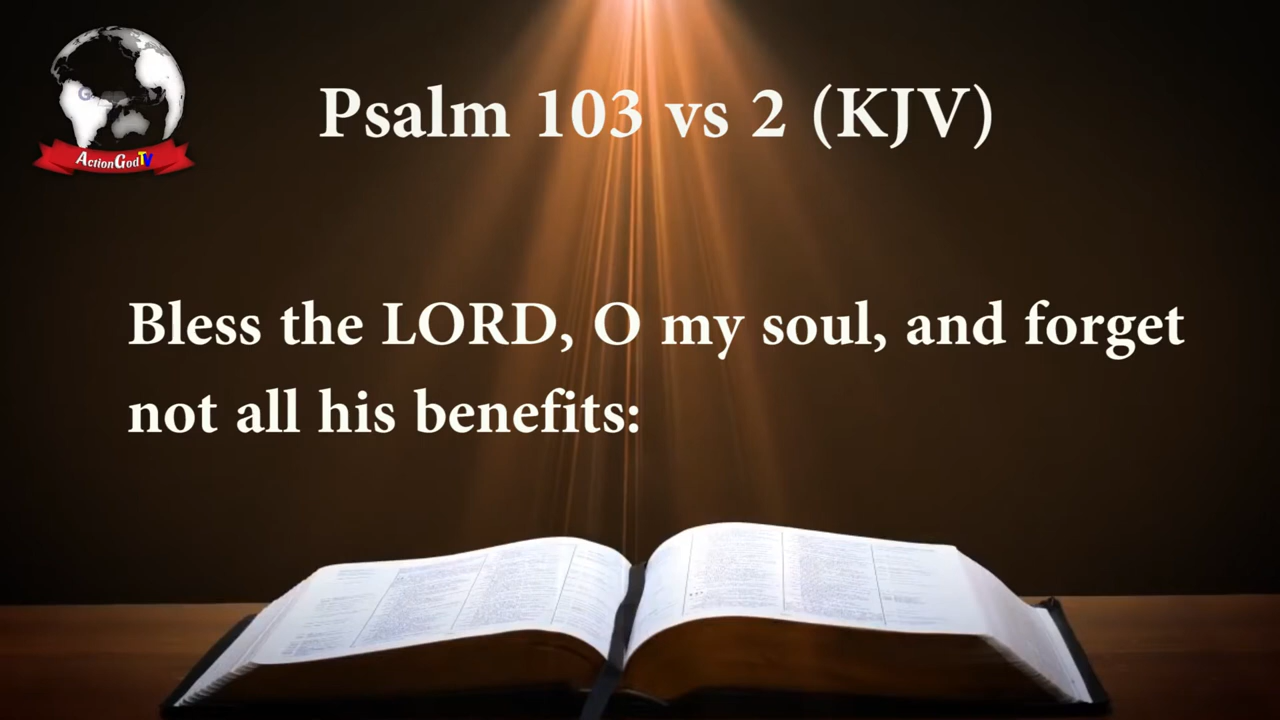 Psalm 103 vs 2 (KJV)
ActionGodTV
Bless the LORD, O my soul, and forget
not all his benefits: